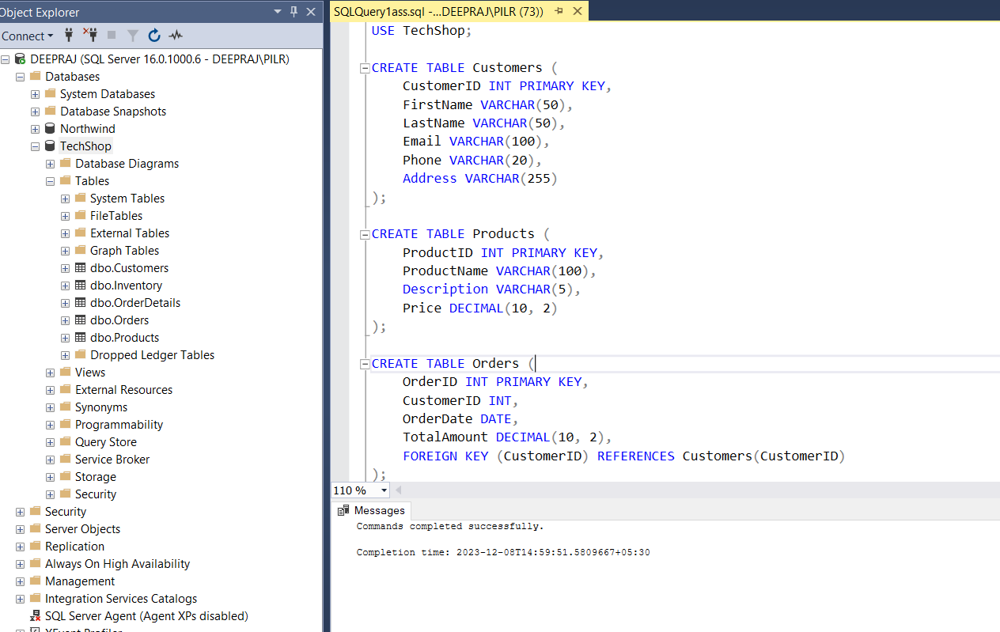 Object Explorer
Connect
DEEPRAJ (SQL Server 16.0.1000.6 - DEEPRAJ\PILR)
Databases
System Databases
Database Snapshots
Northwind
TechShop
Database Diagrams
Tables
System Tables
FileTables
External Tables
Graph Tables
dbo.Customers
dbo.Inventory
dbo.OrderDetails
dbo.Orders
dbo.Products
Dropped Ledger Tables
Views
External Resources
Synonyms
Programmability
Query Store
Service Broker
Storage
Security
Security
Server Objects
Replication
Always On High Availability
Management
Integration Services Catalogs
SQL Server Agent (Agent XPs disabled)
XEvent Profiler
SQLQuery1ass.sql -...DEEPRAJ\PILR (73))
USE TechShop;
CREATE TABLE Customers (
CustomerID INT PRIMARY KEY,
FirstName VARCHAR(50),
LastName VARCHAR(50),
Email VARCHAR(100),
Phone VARCHAR(20),
Address VARCHAR(255)
);
CREATE TABLE Products (
ProductID INT PRIMARY KEY,
ProductName VARCHAR(100),
Description VARCHAR(5),
Price DECIMAL(10, 2)
);
CREATE TABLE Orders (
OrderID INT PRIMARY KEY,
CustomerID INT,
OrderDate DATE,
TotalAmount DECIMAL(10, 2),
FOREIGN KEY (CustomerID) REFERENCES Customers(CustomerID)
);
110 %
Messages
Commands completed successfully.
Completion time: 2023-12-08T14:59:51.5809667+05:30